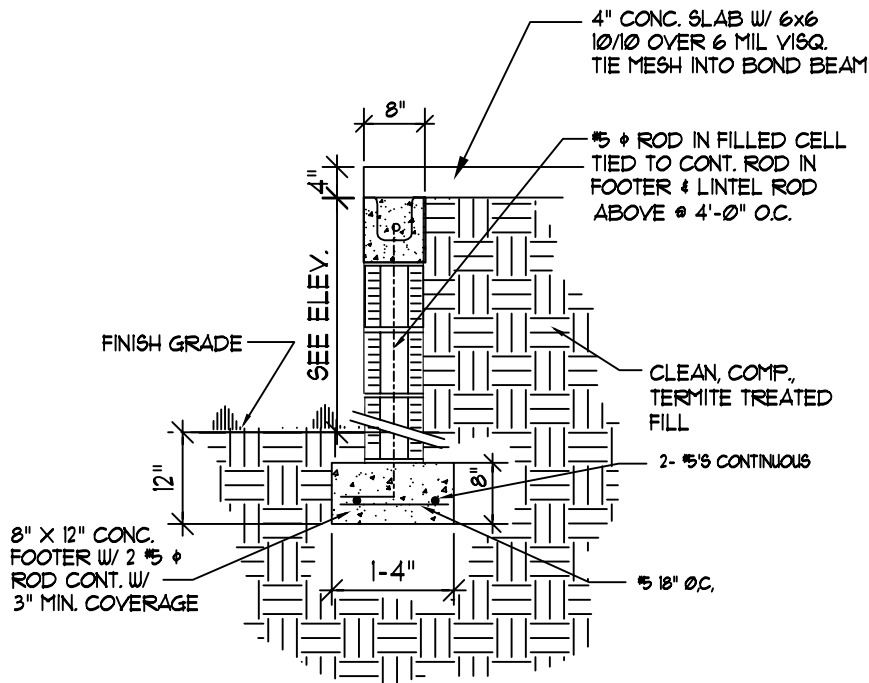 4" CONC. SLAB W/ 6x6
10/10 OVER 6 MIL VISQ.
TIE MESH INTO BOND BEAM
8"
#5 φ ROD IN FILLED CELL
TIED TO CONT. ROD IN
FOOTER & LINTEL ROD
ABOVE @ 4'-0" O.C.
4"
SEE ELEV.
FINISH GRADE
CLEAN, COMP.,
TERMITE TREATED
FILL
2- #5'S CONTINUOUS
12"
8"
8" X 12" CONC.
FOOTER W/ 2 #5 φ
ROD CONT. W/
3" MIN. COVERAGE
1-4"
#5 18" O.C,